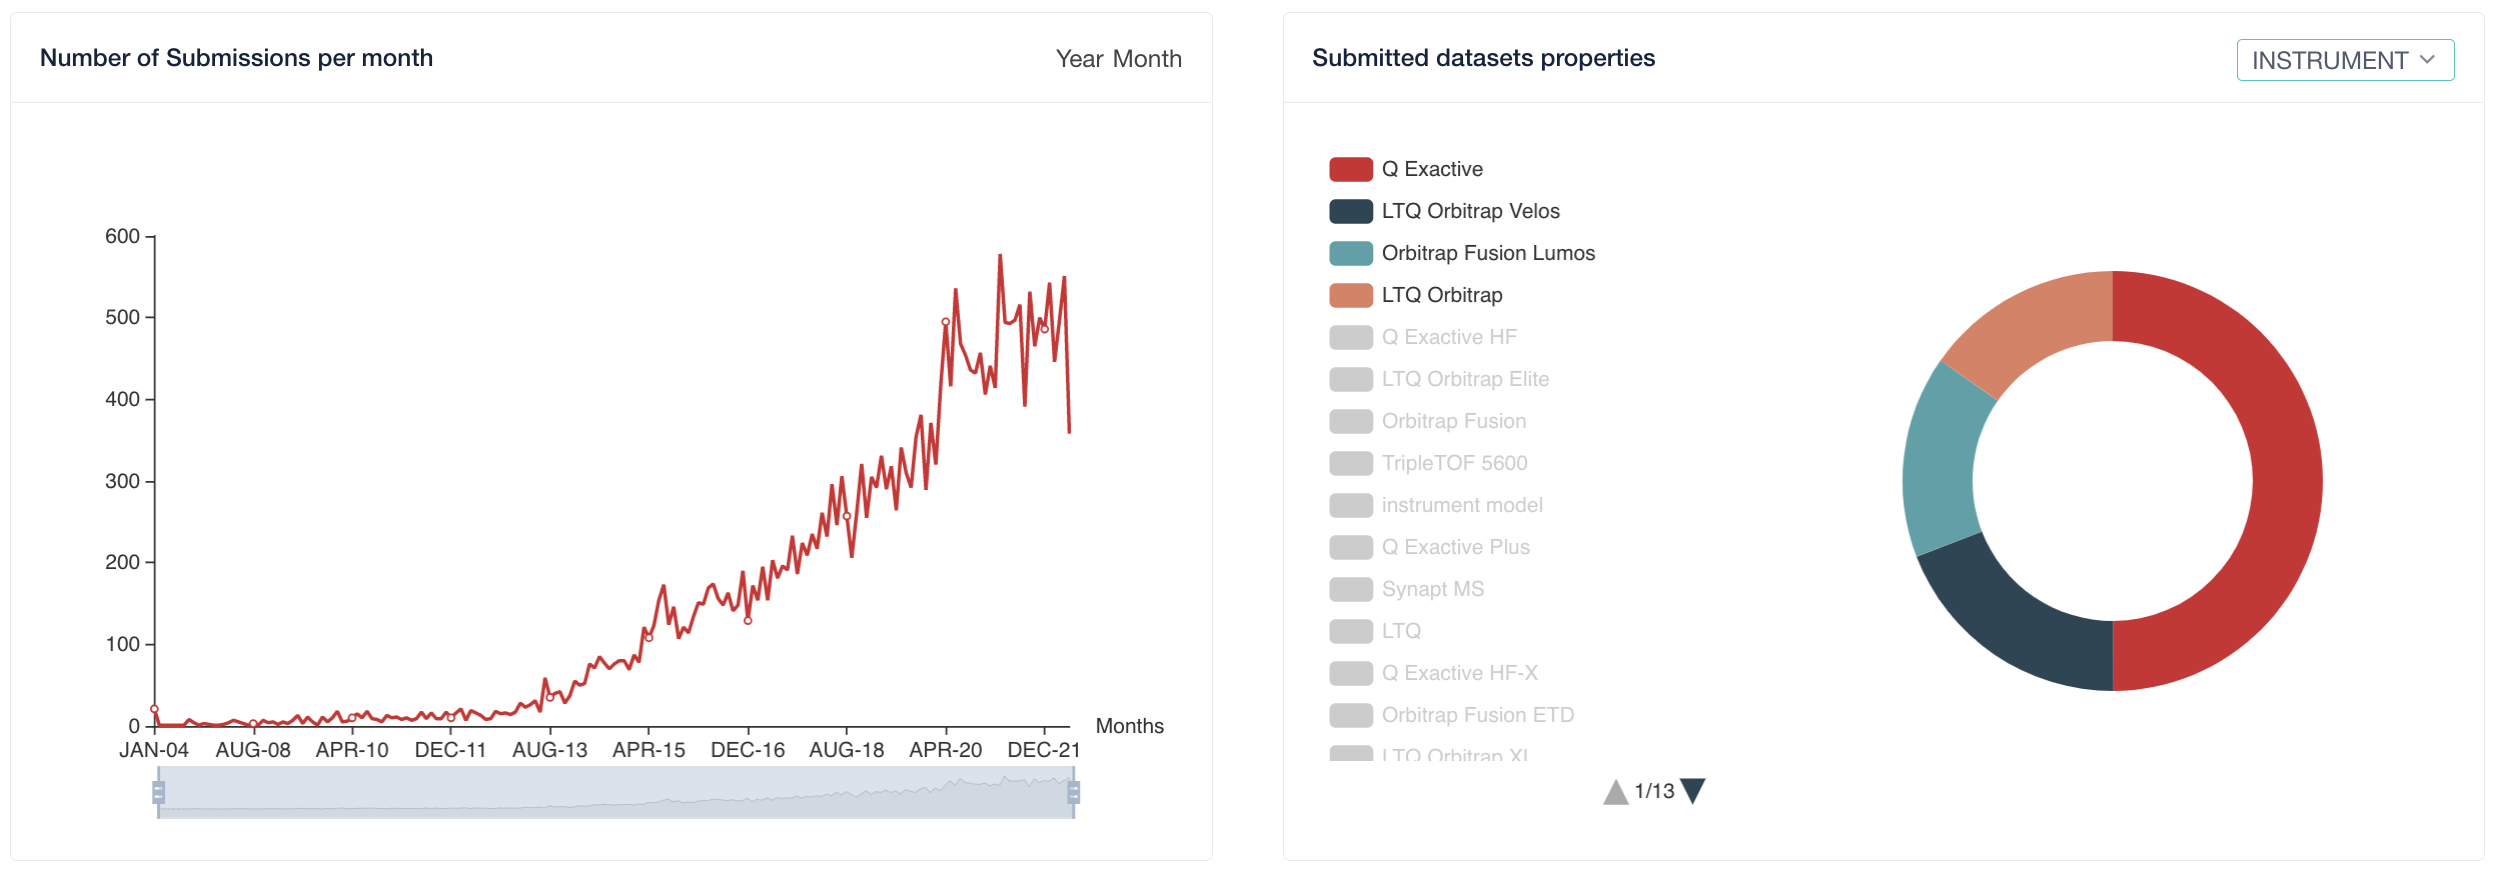 Number of Submissions per month
Year Month
600
500
400
300
200
100
0
JAN-04 AUG-08 APR-10 DEC-11 AUG-13 APR-15 DEC-16 AUG-18 APR-20 DEC-21
Months
Submitted datasets properties
INSTRUMENT
Q Exactive
LTQ Orbitrap Velos
Orbitrap Fusion Lumos
LTQ Orbitrap
Q Exactive HF
LTQ Orbitrap Elite
Orbitrap Fusion
TripleTOF 5600
instrument model
Q Exactive Plus
Synapt MS
LTQ
Q Exactive HF-X
Orbitrap Fusion ETD
LTQ Orbitrap XL
1/13